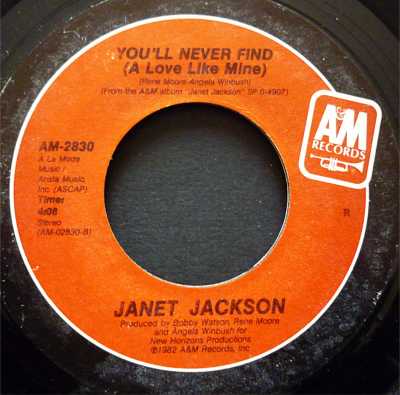 YOU'LL NEVER FIND
(A Love Like Mine)
(Rene Moore-Angela Winbush)
(From the A&M album "Janet Jackson" SP 6-4907)
A&M
RECORDS
AM-2830
A La Mode
Music /
Arista Music,
Inc. (ASCAP)
Timer
4:08
Stereo
(AM-02830-B)
R
JANET JACKSON
Produced by Bobby Watson, Rene Moore
and Angela Winbush for
New Horizons Productions
℗1982 A&M Records, Inc